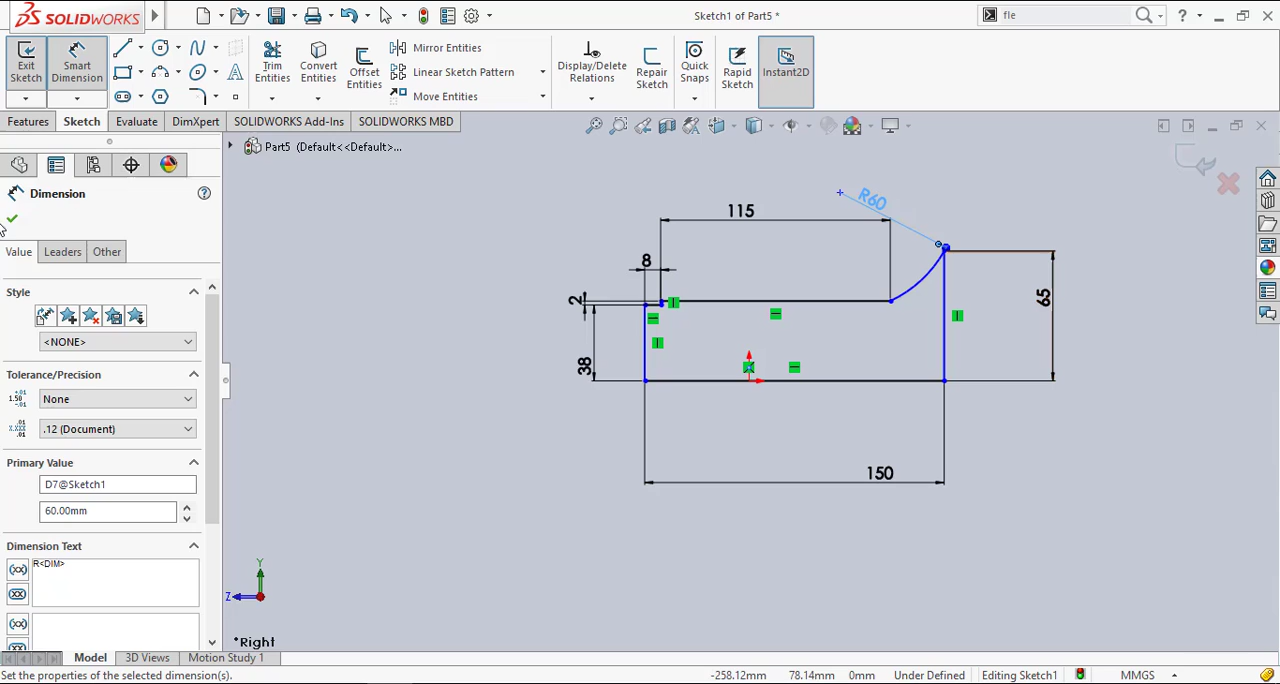 SOLIDWORKS
Sketch1 of Part5 *
fle
?
Exit Sketch
Smart Dimension
Trim Entities
Convert Entities
Offset Entities
Mirror Entities
Linear Sketch Pattern
Move Entities
Display/Delete Relations
Repair Sketch
Quick Snaps
Rapid Sketch
Instant2D
Features
Sketch
Evaluate
DimXpert
SOLIDWORKS Add-Ins
SOLIDWORKS MBD
Part5 (Default<<Default>...
Dimension
Value
Leaders
Other
Style
<NONE>
Tolerance/Precision
None
.12 (Document)
Primary Value
D7@Sketch1
60.00mm
Dimension Text
R<DIM>
R60
115
8
2
38
65
150
Y
Z
*Right
Model
3D Views
Motion Study 1
Set the properties of the selected dimension(s).
-258.12mm
78.14mm
0mm
Under Defined
Editing Sketch1
MMGS